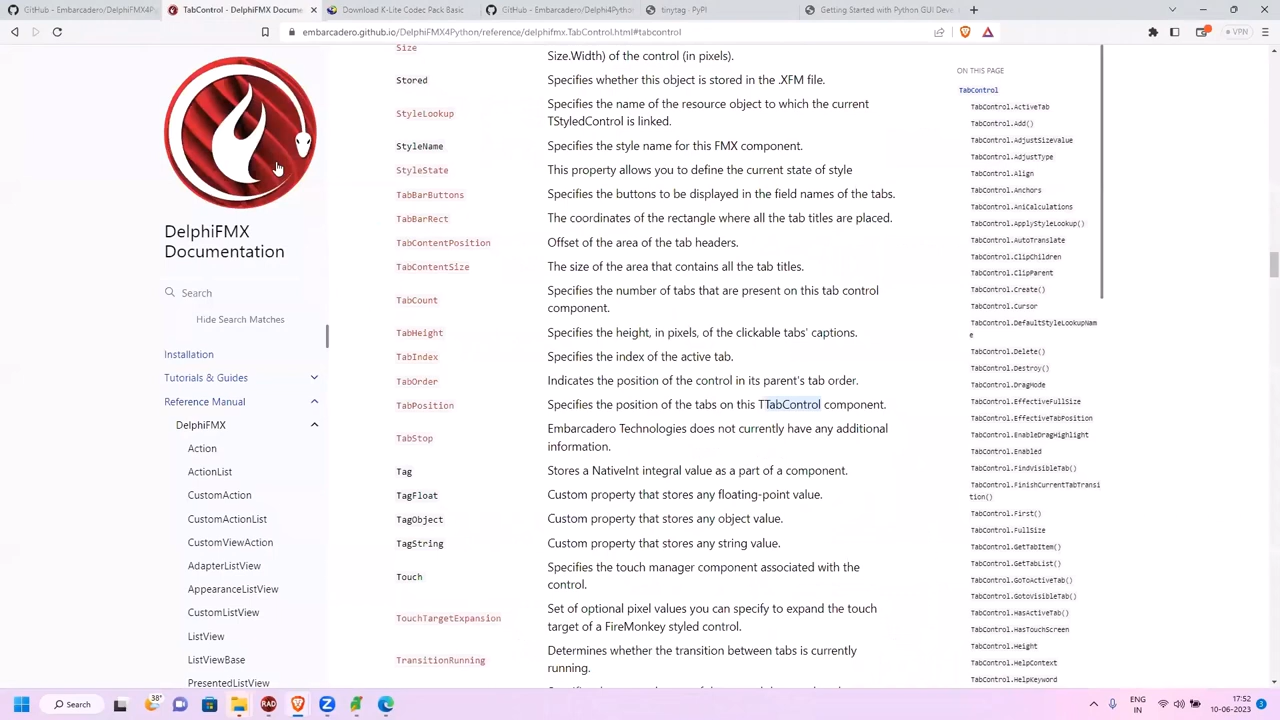 GitHub - Embarcadero/DelphiFMX4P
TabControl - DelphiFMX Docume
Download K-Lite Codec Pack Basic
GitHub - Embarcadero/Delphi4Python
tinytag · PyPI
Getting Started with Python GUI Dev
embarcadero.github.io/DelphiFMX4Python/reference/delphifmx.TabControl.html#tabcontrol
VPN
DelphiFMX
Documentation
Search
Hide Search Matches
Installation
Tutorials & Guides
Reference Manual
DelphiFMX
Action
ActionList
CustomAction
CustomActionList
CustomViewAction
AdapterListView
AppearanceListView
CustomListView
ListView
ListViewBase
PresentedListView
Size
Size.Width) of the control (in pixels).
Stored
Specifies whether this object is stored in the .XFM file.
StyleLookup
Specifies the name of the resource object to which the current
TStyledControl is linked.
StyleName
Specifies the style name for this FMX component.
StyleState
This property allows you to define the current state of style
TabBarButtons
Specifies the buttons to be displayed in the field names of the tabs.
TabBarRect
The coordinates of the rectangle where all the tab titles are placed.
TabContentPosition
Offset of the area of the tab headers.
TabContentSize
The size of the area that contains all the tab titles.
TabCount
Specifies the number of tabs that are present on this tab control
component.
TabHeight
Specifies the height, in pixels, of the clickable tabs' captions.
TabIndex
Specifies the index of the active tab.
TabOrder
Indicates the position of the control in its parent's tab order.
TabPosition
Specifies the position of the tabs on this TTabControl component.
TabStop
Embarcadero Technologies does not currently have any additional
information.
Tag
Stores a NativeInt integral value as a part of a component.
TagFloat
Custom property that stores any floating-point value.
TagObject
Custom property that stores any object value.
TagString
Custom property that stores any string value.
Touch
Specifies the touch manager component associated with the
control.
TouchTargetExpansion
Set of optional pixel values you can specify to expand the touch
target of a FireMonkey styled control.
TransitionRunning
Determines whether the transition between tabs is currently
running.
ON THIS PAGE
TabControl
TabControl.ActiveTab
TabControl.Add()
TabControl.AdjustSizeValue
TabControl.AdjustType
TabControl.Align
TabControl.Anchors
TabControl.AniCalculations
TabControl.ApplyStyleLookup()
TabControl.AutoTranslate
TabControl.ClipChildren
TabControl.ClipParent
TabControl.Create()
TabControl.Cursor
TabControl.DefaultStyleLookupNam
e
TabControl.Delete()
TabControl.Destroy()
TabControl.DragMode
TabControl.EffectiveFullSize
TabControl.EffectiveTabPosition
TabControl.EnableDragHighlight
TabControl.Enabled
TabControl.FindVisibleTab()
TabControl.FinishCurrentTabTransi
tion()
TabControl.First()
TabControl.FullSize
TabControl.GetTabItem()
TabControl.GetTabList()
TabControl.GoToActiveTab()
TabControl.GotoVisibleTab()
TabControl.HasActiveTab()
TabControl.HasTouchScreen
TabControl.Height
TabControl.HelpContext
TabControl.HelpKeyword
Search
38°
RAD
ENG
IN
17:52
10-06-2023
3